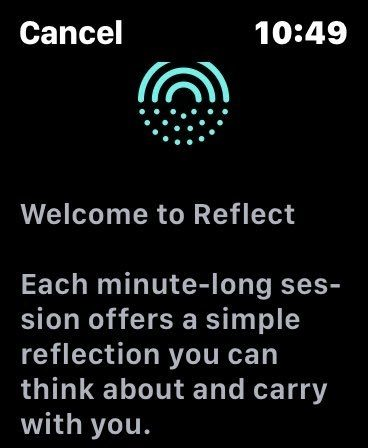 Cancel 10:49
Welcome to Reflect
Each minute-long ses-
sion offers a simple
reflection you can
think about and carry
with you.